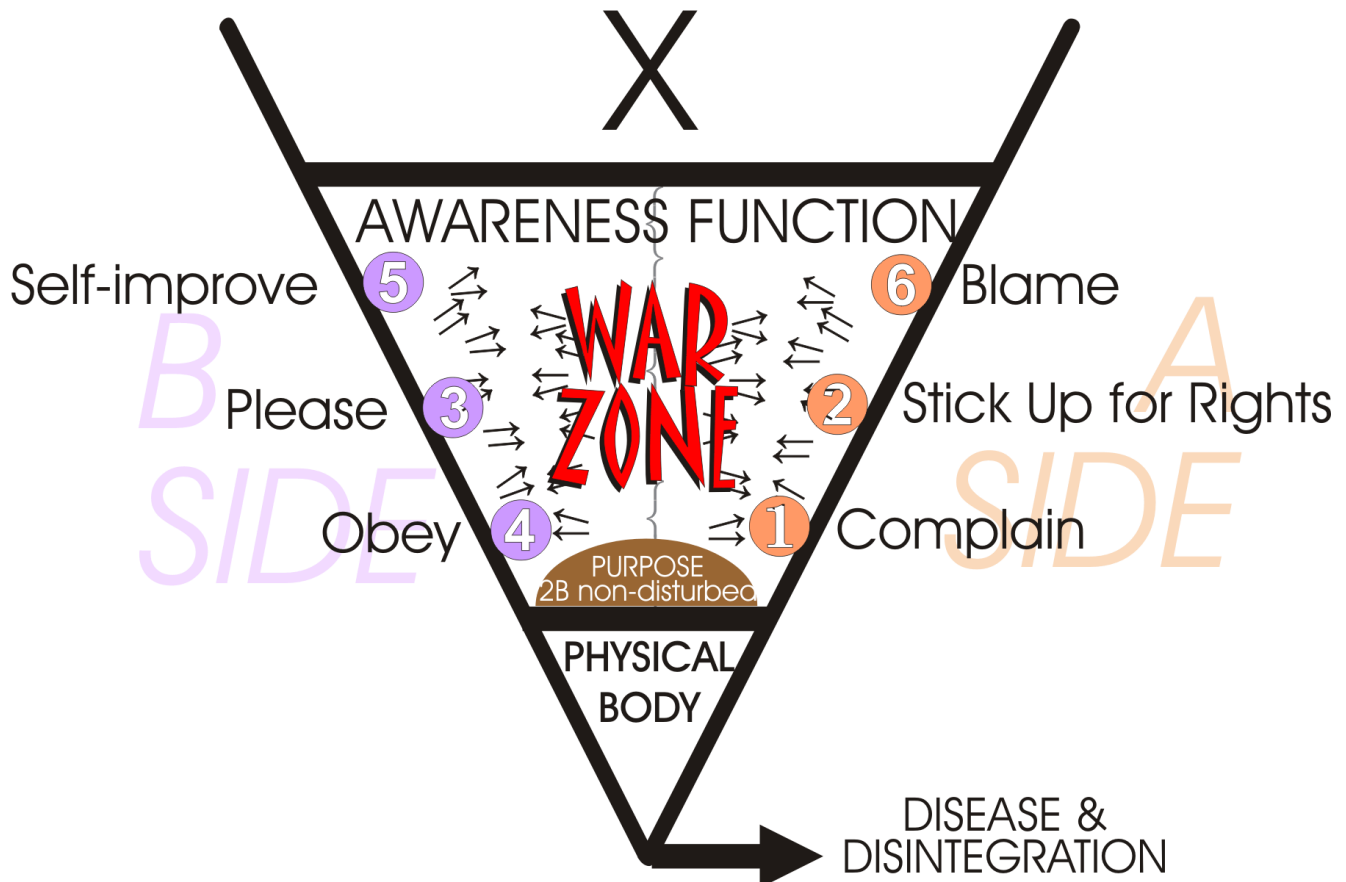 X
AWARENESS FUNCTION
Self-improve
5
6
Blame
WAR
ZONE
B
SIDE
A
SIDE
Please
3
2
Stick Up for Rights
Obey
4
1
Complain
PURPOSE
2B non-disturbed
PHYSICAL
BODY
DISEASE &
DISINTEGRATION